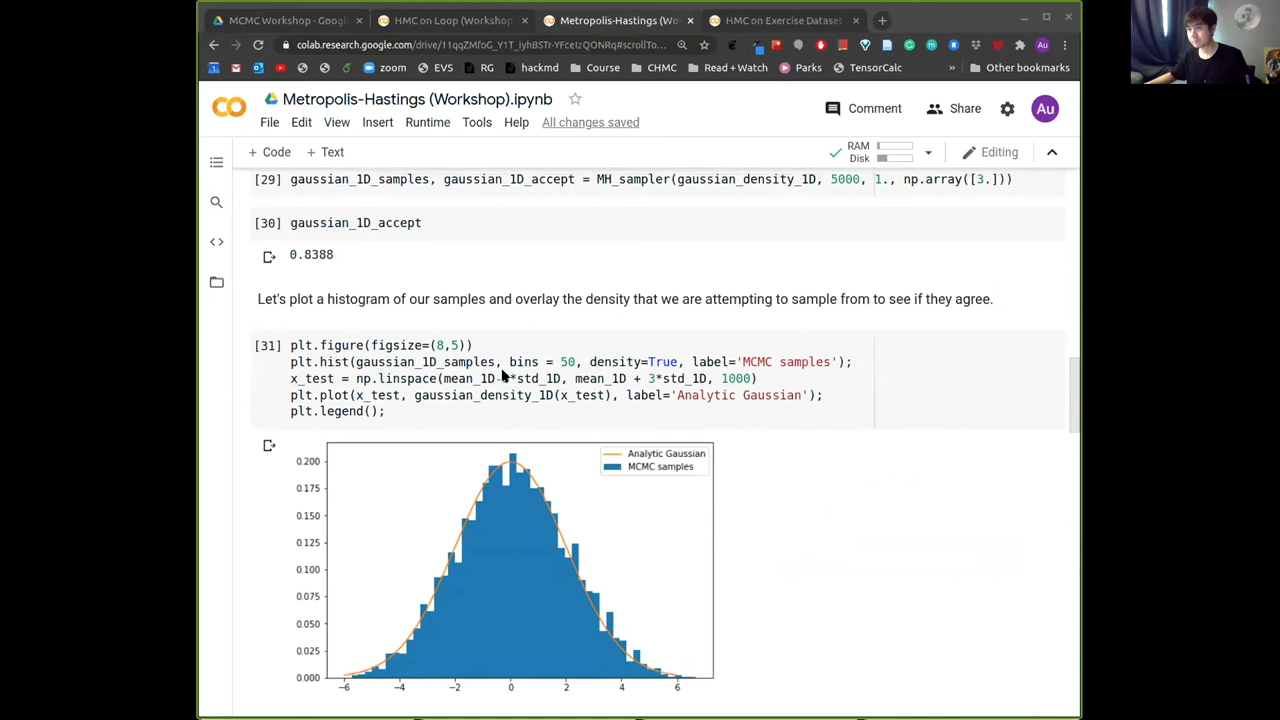 MCMC Workshop - Google
HMC on Loop (Workshop
Metropolis-Hastings (Wo
HMC on Exercise Dataset
colab.research.google.com/drive/
zoom
EVS
RG
hackmd
Course
CHMC
Read + Watch
Parks
TensorCalc
»
Other bookmarks
Metropolis-Hastings (Workshop).ipynb
Comment
Share
Au
File Edit View Insert Runtime Tools Help All changes saved
+ Code + Text
RAM
Disk
Editing
[29] gaussian_1D_samples, gaussian_1D_accept = MH_sampler(gaussian_density_1D, 5000, 1., np.array([3.]))
[30] gaussian_1D_accept
0.8388
Let's plot a histogram of our samples and overlay the density that we are attempting to sample from to see if they agree.
[31] plt.figure(figsize=(8,5))
plt.hist(gaussian_1D_samples, bins = 50, density=True, label='MCMC samples');
x_test = np.linspace(mean_1D *std_1D, mean_1D + 3*std_1D, 1000)
plt.plot(x_test, gaussian_density_1D(x_test), label='Analytic Gaussian');
plt.legend();
Analytic Gaussian
MCMC samples
0.200
0.175
0.150
0.125
0.100
0.075
0.050
0.025
0.000
−6 −4 −2 0 2 4 6